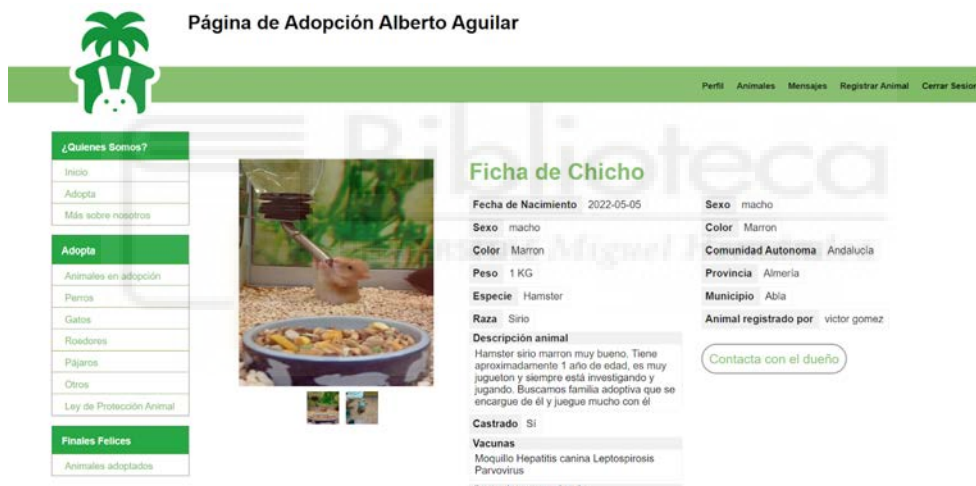 Página de Adopción Alberto Aguilar
Perfil Animales Mensajes Registrar Animal Cerrar Sesion
¿Quienes Somos?
Inicio
Adopta
Más sobre nosotros
Adopta
Animales en adopción
Perros
Gatos
Roedores
Pájaros
Otros
Ley de Protección Animal
Finales Felices
Animales adoptados
Biblioteca
Miguel
Ficha de Chicho
Fecha de Nacimiento 2022-05-05
Sexo macho
Color Marron
Peso 1 KG
Especie Hamster
Raza Sirio
Descripción animal
Hamster sirio marron muy bueno. Tiene
aproximadamente 1 año de edad, es muy
jugueton y siempre está investigando y
jugando. Buscamos familia adoptiva que se
encargue de él y juegue mucho con él
Castrado Sí
Vacunas
Moquillo Hepatitis canina Leptospirosis
Parvovirus
Sexo macho
Color Marron
Comunidad Autonoma Andalucía
Provincia Almería
Municipio Abla
Animal registrado por victor gomez
Contacta con el dueño